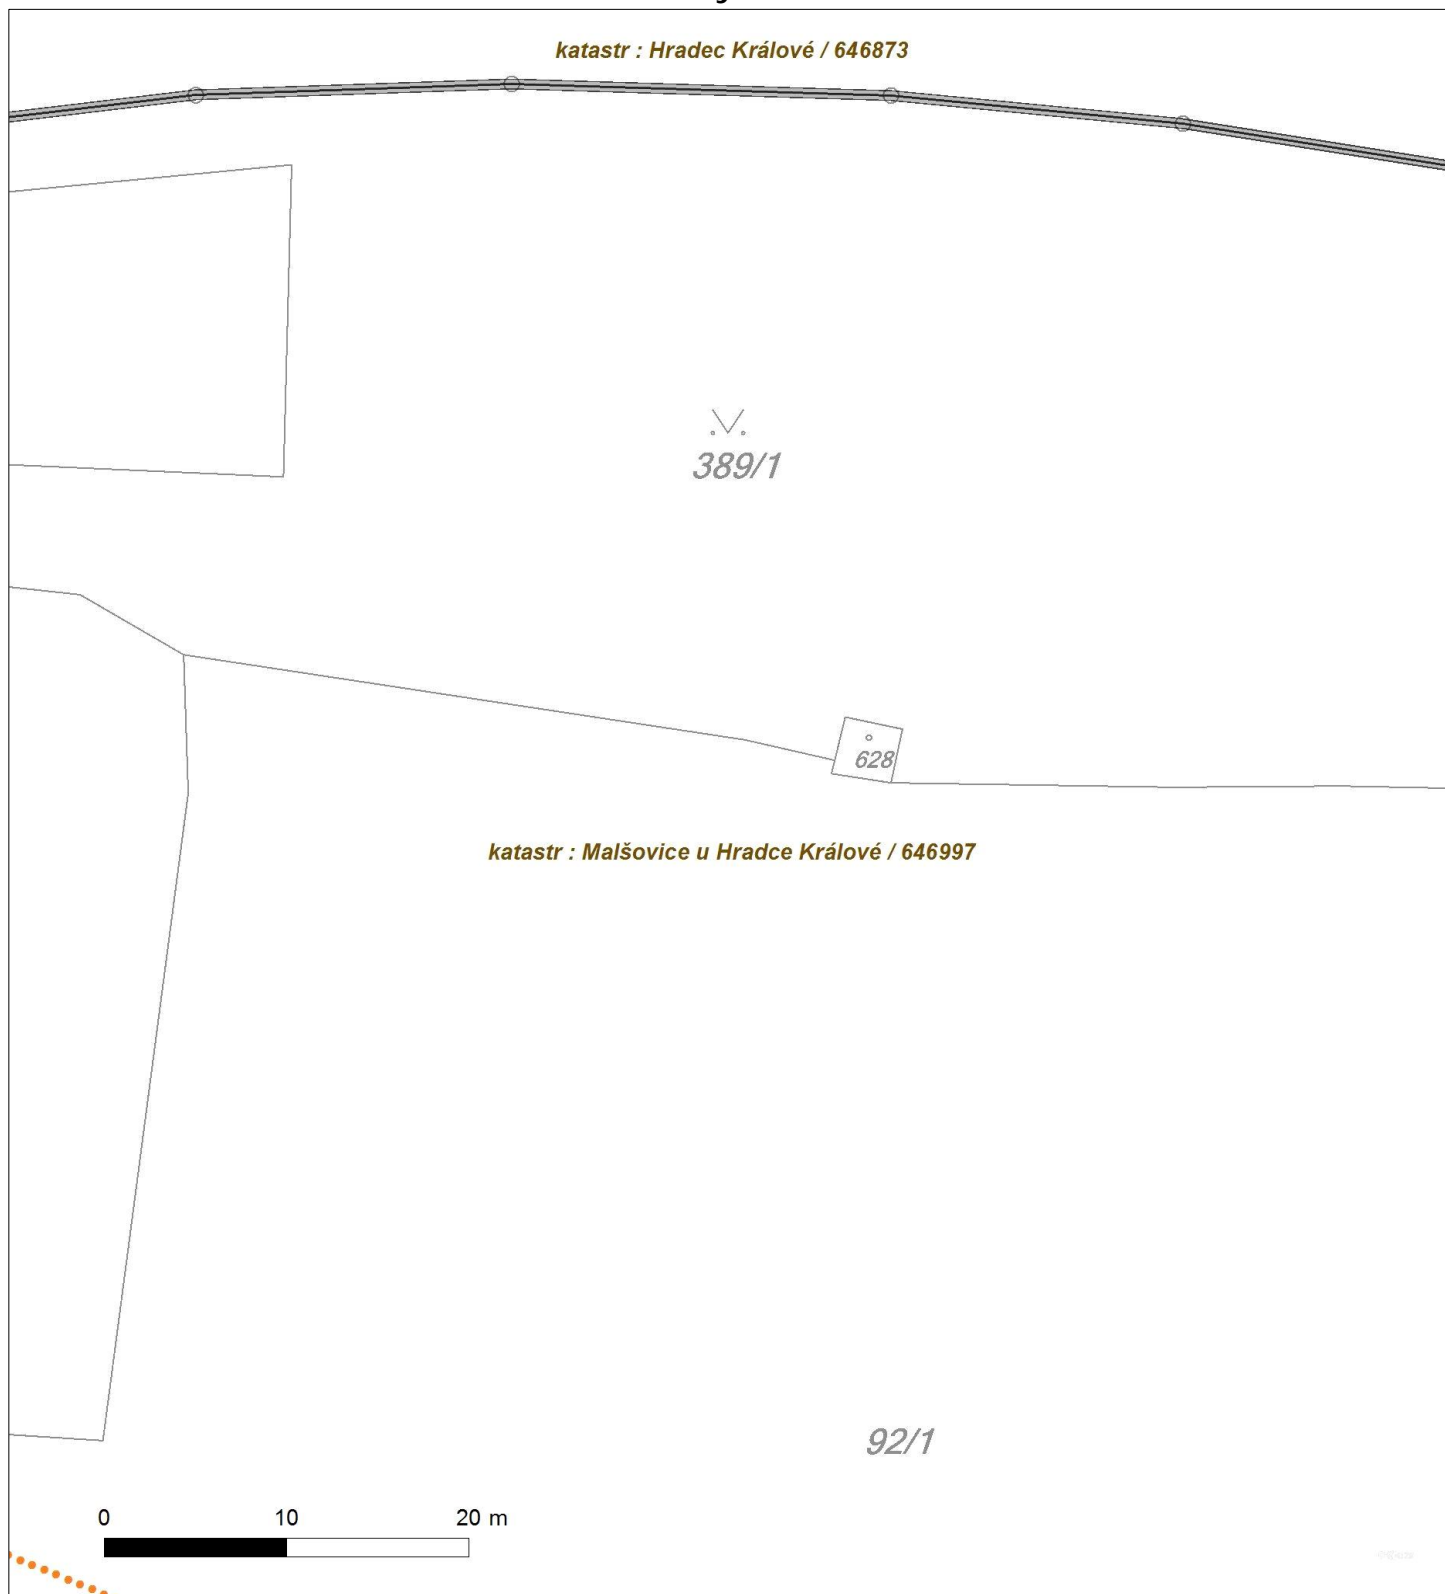 katastr : Hradec Králové / 646873
389/1
628
katastr : Malšovice u Hradce Králové / 646997
92/1
0 10 20 m